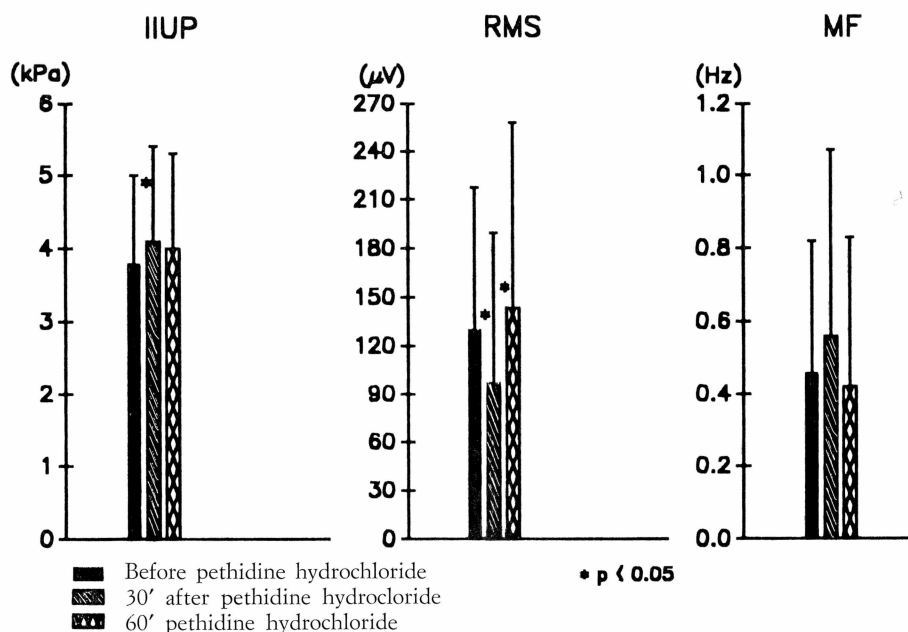 IIUP RMS MF
(kPa) (μV) (Hz)
6 270 1.2
240
5 1.0
210
4 180 0.8
150
3 0.6
120
2 90 0.4
60
1 0.2
30
0 0 0.0
*
* *
Before pethidine hydrochloride * p < 0.05
30′ after pethidine hydrocloride
60′ pethidine hydrochloride